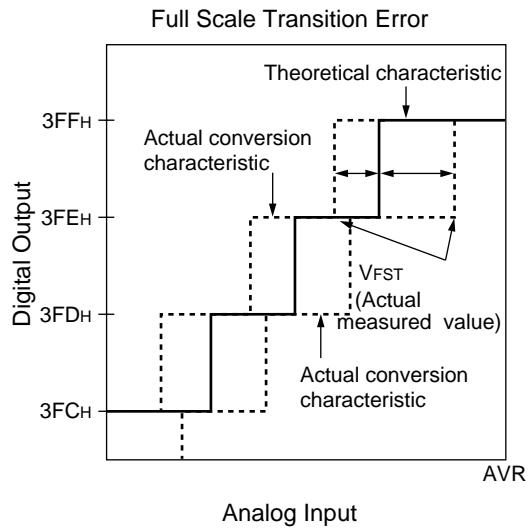 Full Scale Transition Error
Theoretical characteristic
3FFH
Actual conversion
characteristic
3FEH
VFST
(Actual
measured value)
3FDH
Actual conversion
characteristic
3FCH
Digital Output
AVR
Analog Input